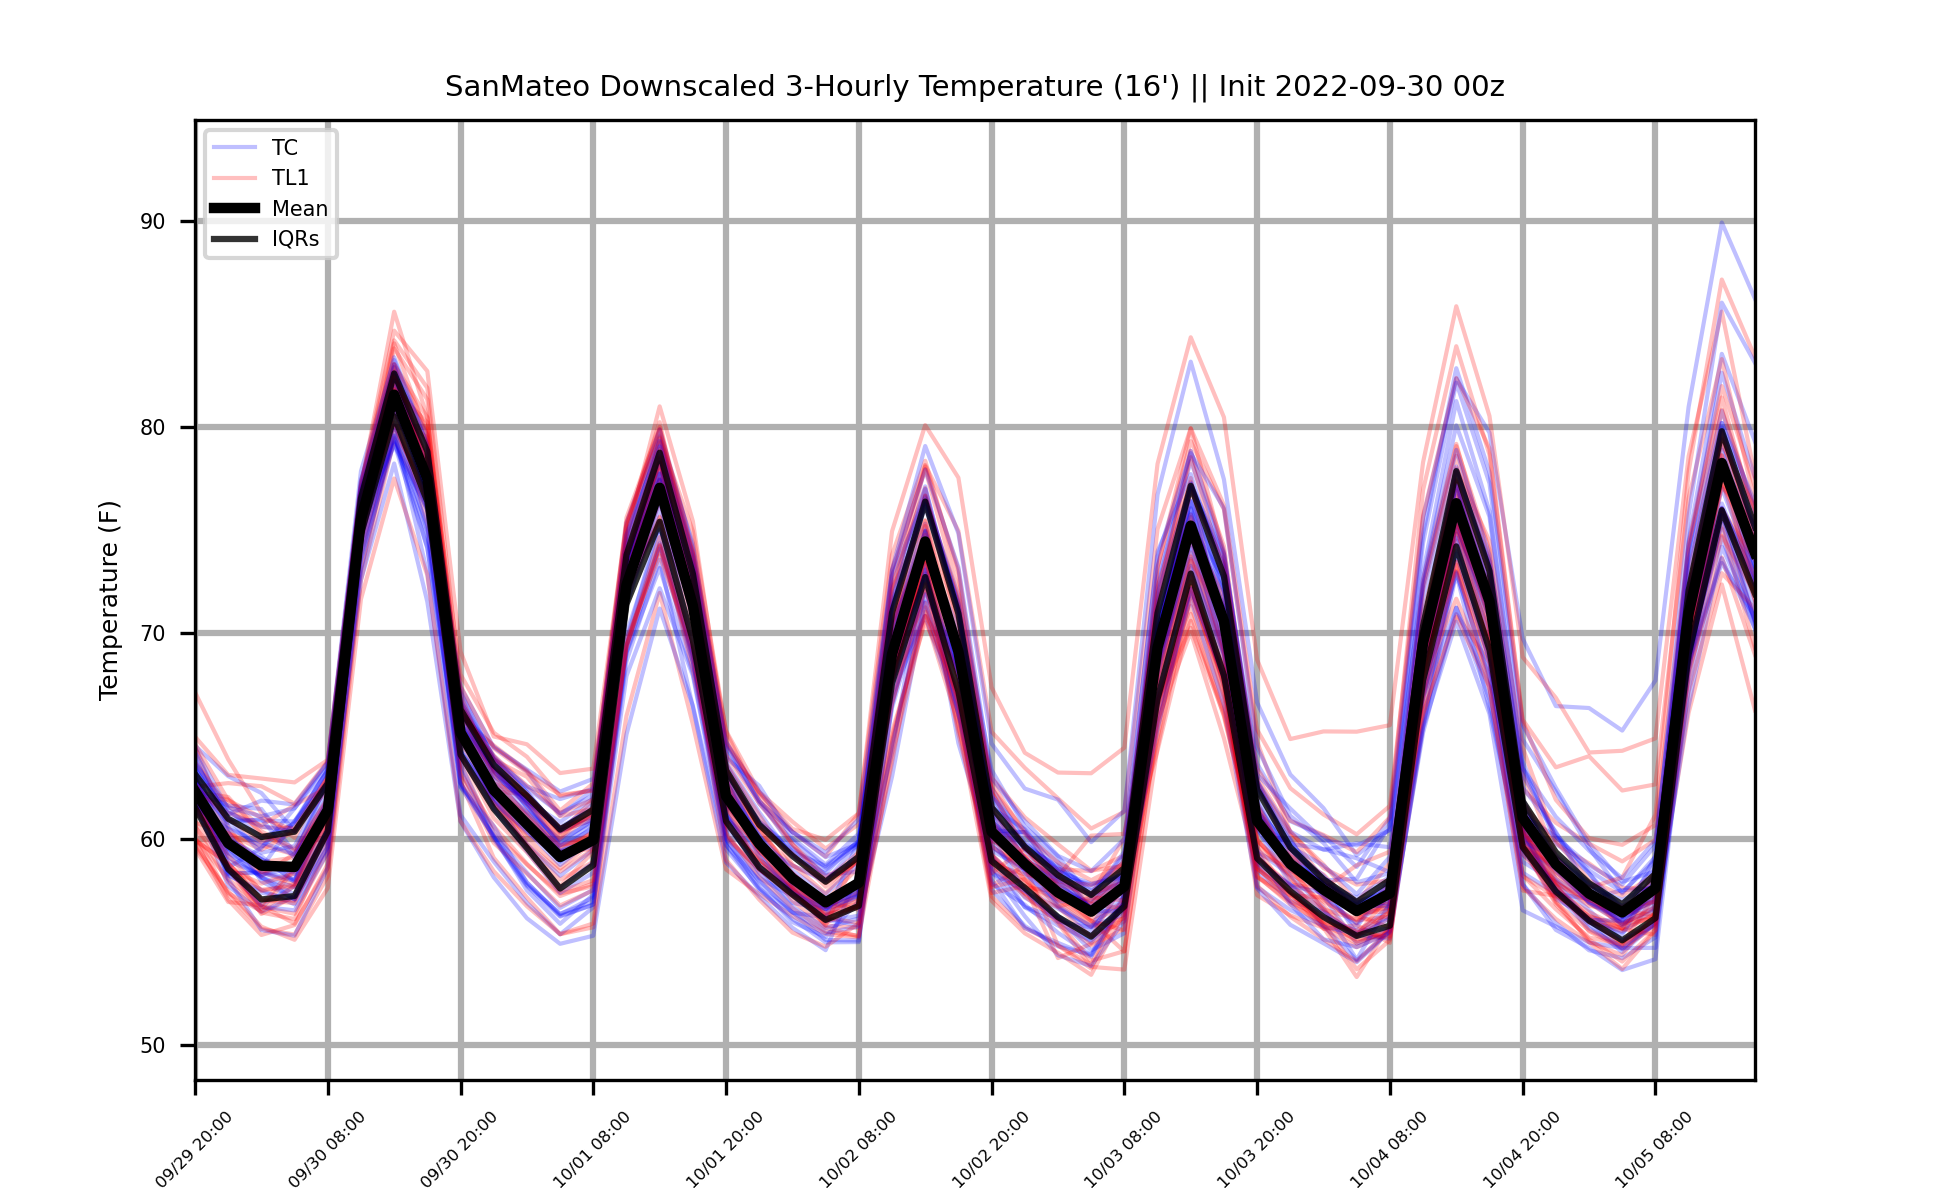 SanMateo Downscaled 3-Hourly Temperature (16') || Init 2022-09-30 00z
TC
TL1
Mean
IQRs
Temperature (F)
90
80
70
60
50
09/29 20:00
09/30 08:00
09/30 20:00
10/01 08:00
10/01 20:00
10/02 08:00
10/02 20:00
10/03 08:00
10/03 20:00
10/04 08:00
10/04 20:00
10/05 08:00